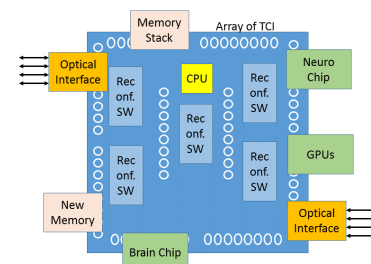 Memory
Stack
Array of TCI
Optical
Interface
CPU
Neuro
Chip
Rec
onf.
SW
Rec
onf.
SW
Rec
onf.
SW
Rec
onf.
SW
Rec
onf.
SW
GPUs
New
Memory
Optical
Interface
Brain Chip